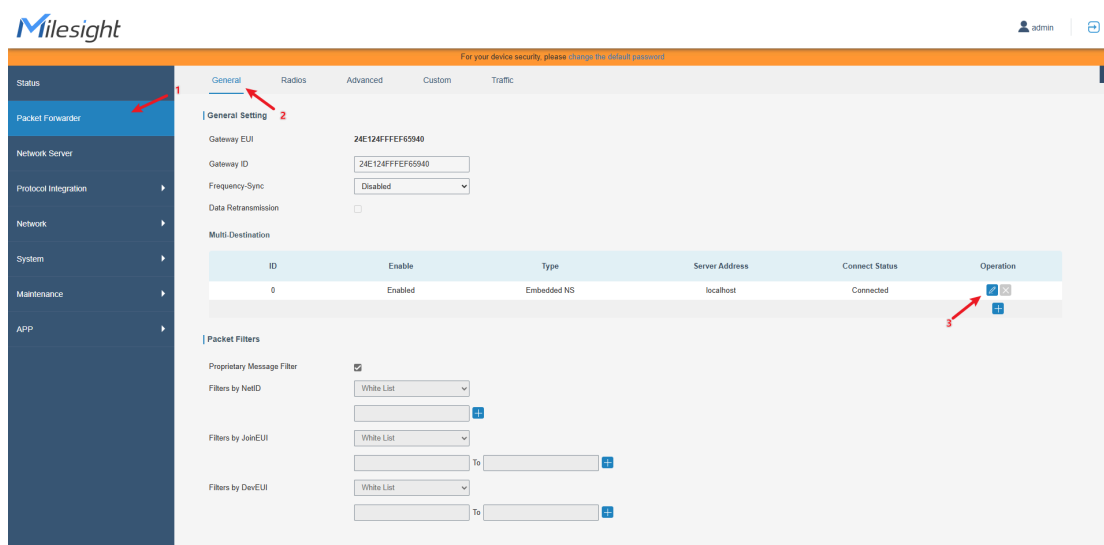 Milesight
admin
For your device security, please change the default password
Status
Packet Forwarder
Network Server
Protocol Integration
Network
System
Maintenance
APP
1
General Radios Advanced Custom Traffic
2
General Setting
Gateway EUI 24E124FFFEF65940
Gateway ID 24E124FFFEF65940
Frequency-Sync Disabled
Data Retransmission
Multi-Destination
ID Enable Type Server Address Connect Status Operation
0 Enabled Embedded NS localhost Connected
3
Packet Filters
Proprietary Message Filter
Filters by NetID White List
Filters by JoinEUI White List
To
Filters by DevEUI White List
To